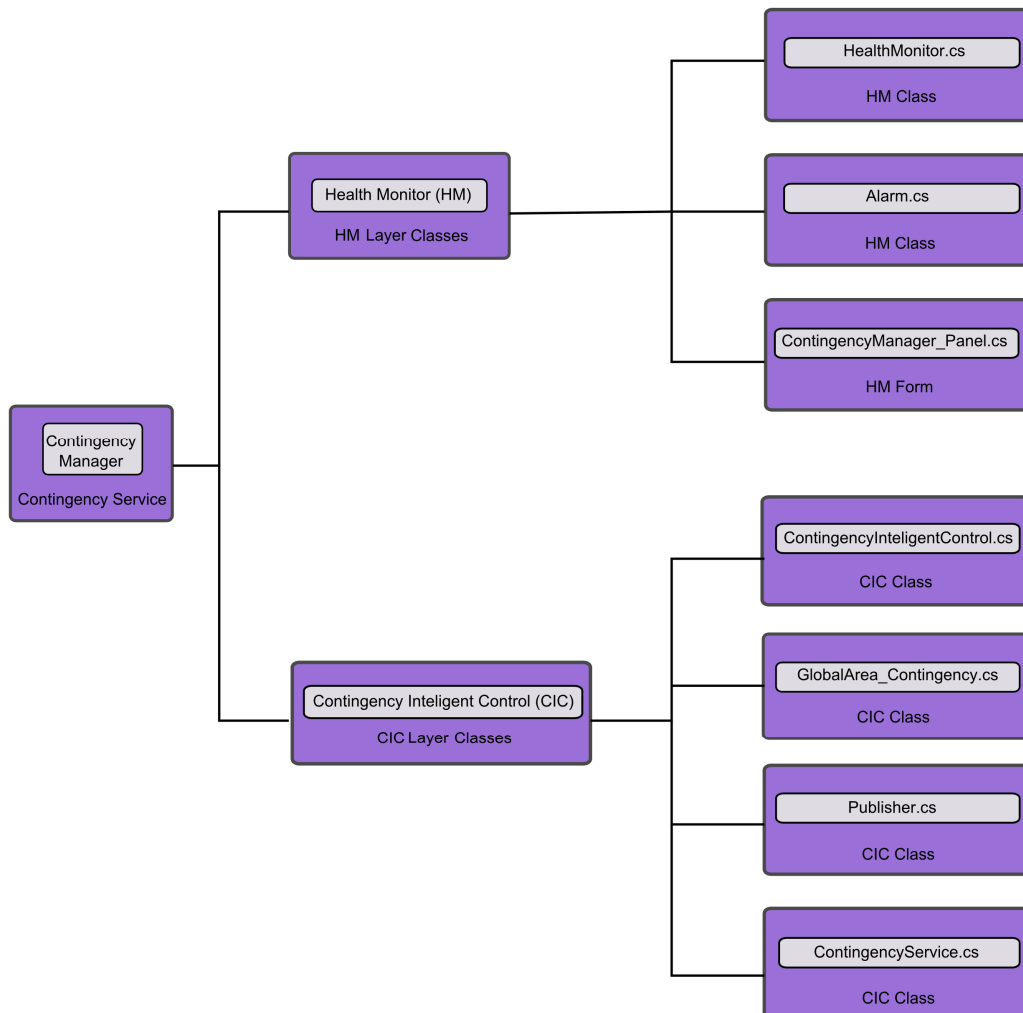 HealthMonitor.cs
HM Class
Health Monitor (HM)
HM Layer Classes
Alarm.cs
HM Class
ContingencyManager_Panel.cs
HM Form
Contingency
Manager
Contingency Service
ContingencyInteligentControl.cs
CIC Class
Contingency Inteligent Control (CIC)
CIC Layer Classes
GlobalArea_Contingency.cs
CIC Class
Publisher.cs
CIC Class
ContingencyService.cs
CIC Class